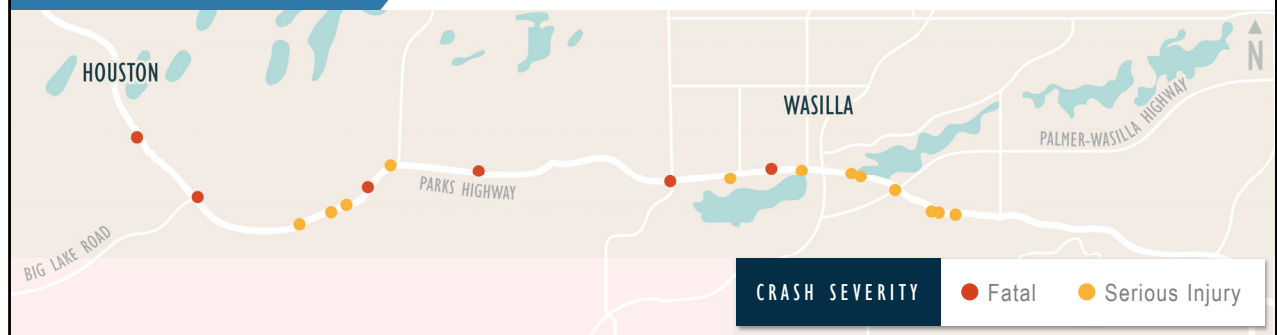 N
HOUSTON
WASILLA
PALMER-WASILLA HIGHWAY
PARKS HIGHWAY
BIG LAKE ROAD
CRASH SEVERITY
Fatal
Serious Injury